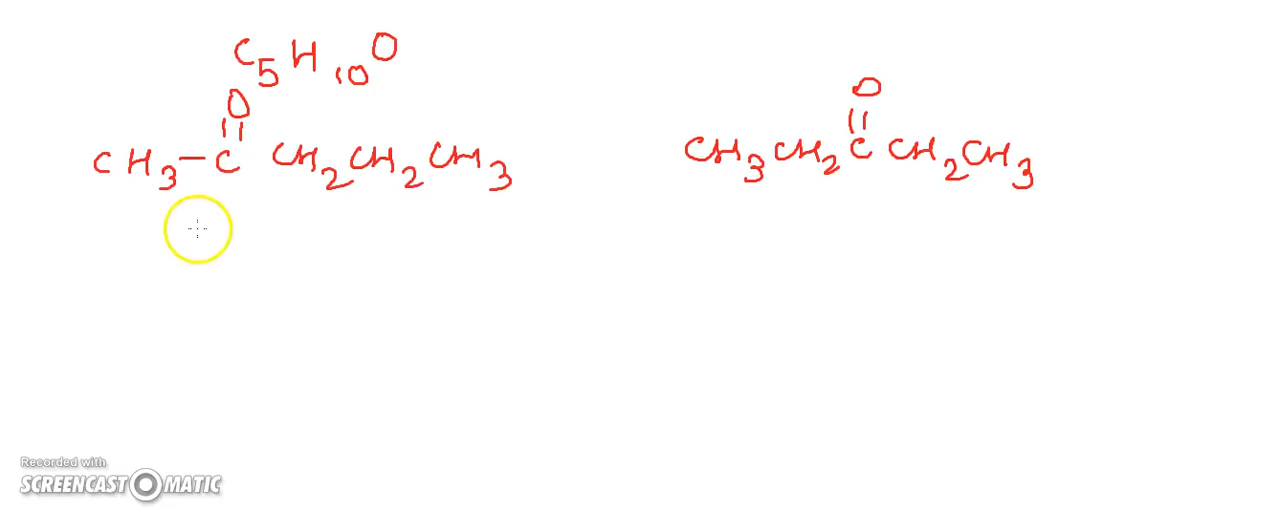 C5H10O
O O
|| ||
CH3–C CH2CH2CH3 CH3CH2C CH2CH3
Recorded with
SCREENCAST MATIC